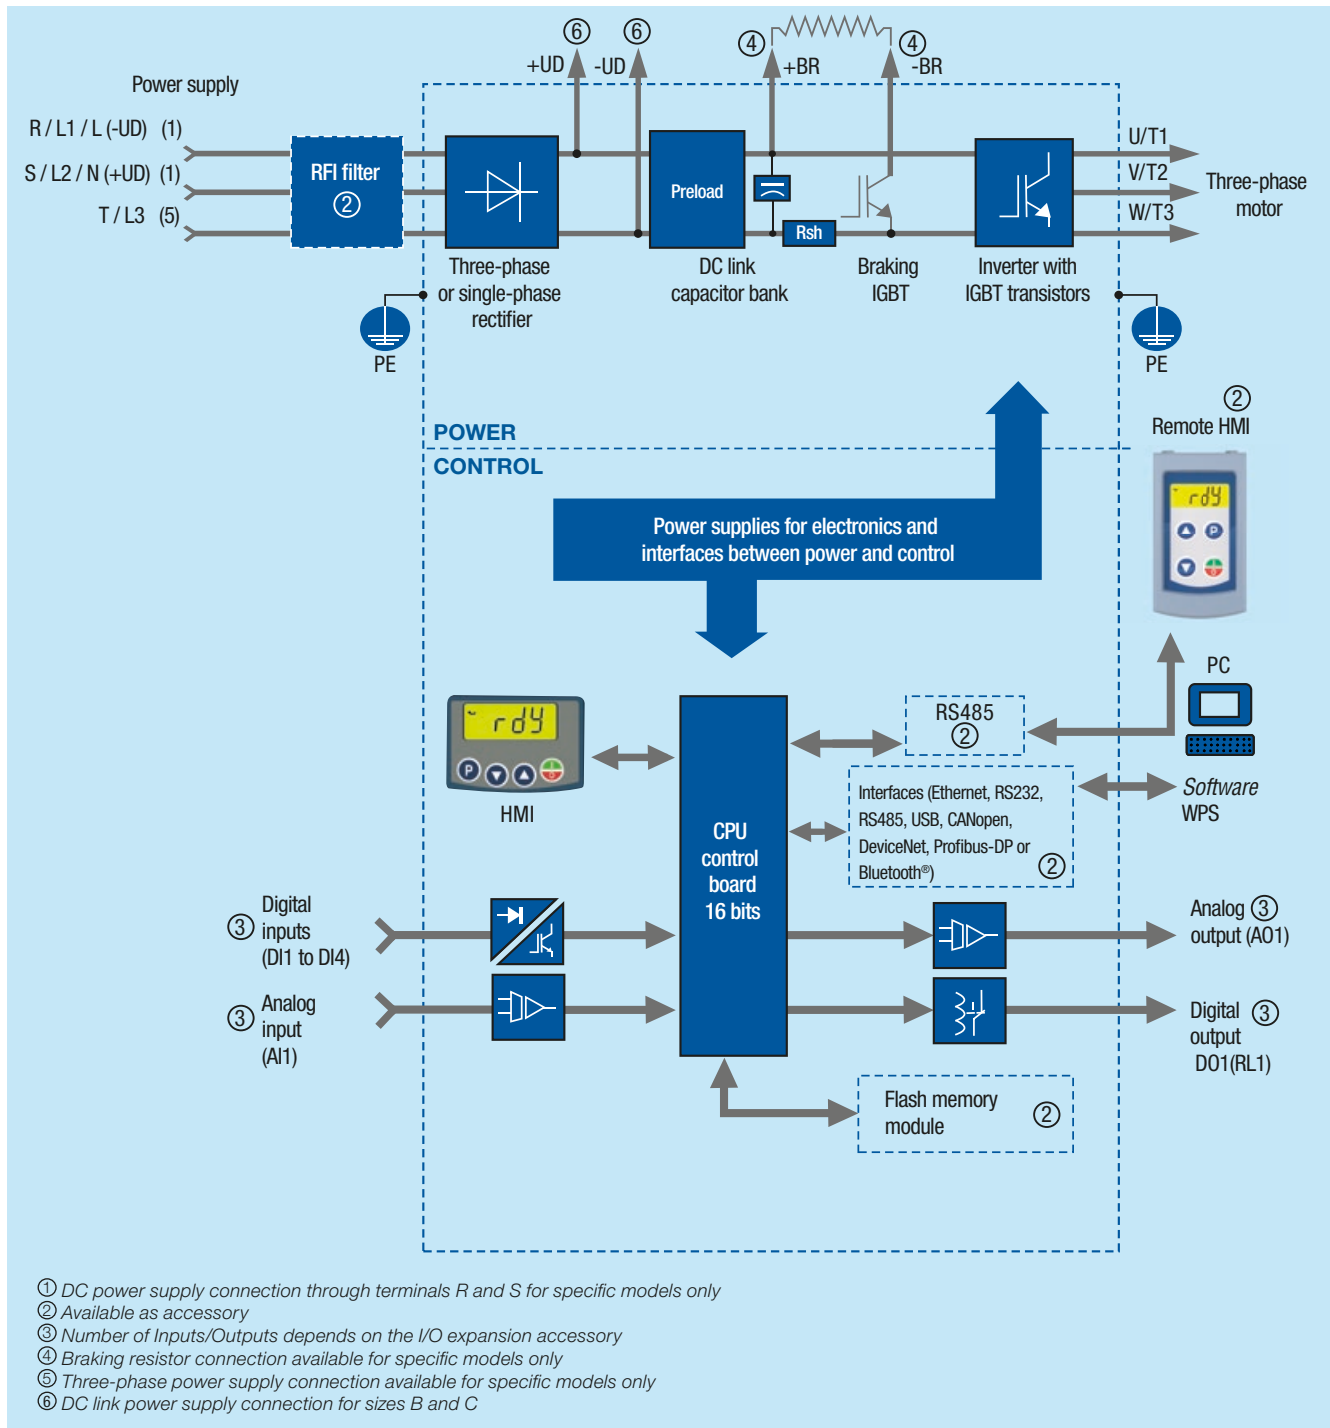 ⑥ ⑥ ④ ④
+UD -UD +BR -BR
Power supply
R / L1 / L (-UD) (1)
S / L2 / N (+UD) (1)
T / L3 (5)
RFI filter
②
Preload
Rsh
U/T1
V/T2
W/T3
Three-phase
motor
Three-phase
or single-phase
rectifier
DC link
capacitor bank
Braking
IGBT
Inverter with
IGBT transistors
PE
PE
POWER
CONTROL
②
Remote HMI
rdy
P
Power supplies for electronics and
interfaces between power and control
rdy
P
HMI
CPU
control
board
16 bits
RS485
②
PC
Interfaces (Ethernet, RS232,
RS485, USB, CANopen,
DeviceNet, Profibus-DP or
Bluetooth®)
②
Software
WPS
③ Digital
inputs
(DI1 to DI4)
③ Analog
input
(AI1)
Analog ③
output (AO1)
Digital ③
output
DO1(RL1)
Flash memory
module
②
① DC power supply connection through terminals R and S for specific models only
② Available as accessory
③ Number of Inputs/Outputs depends on the I/O expansion accessory
④ Braking resistor connection available for specific models only
⑤ Three-phase power supply connection available for specific models only
⑥ DC link power supply connection for sizes B and C